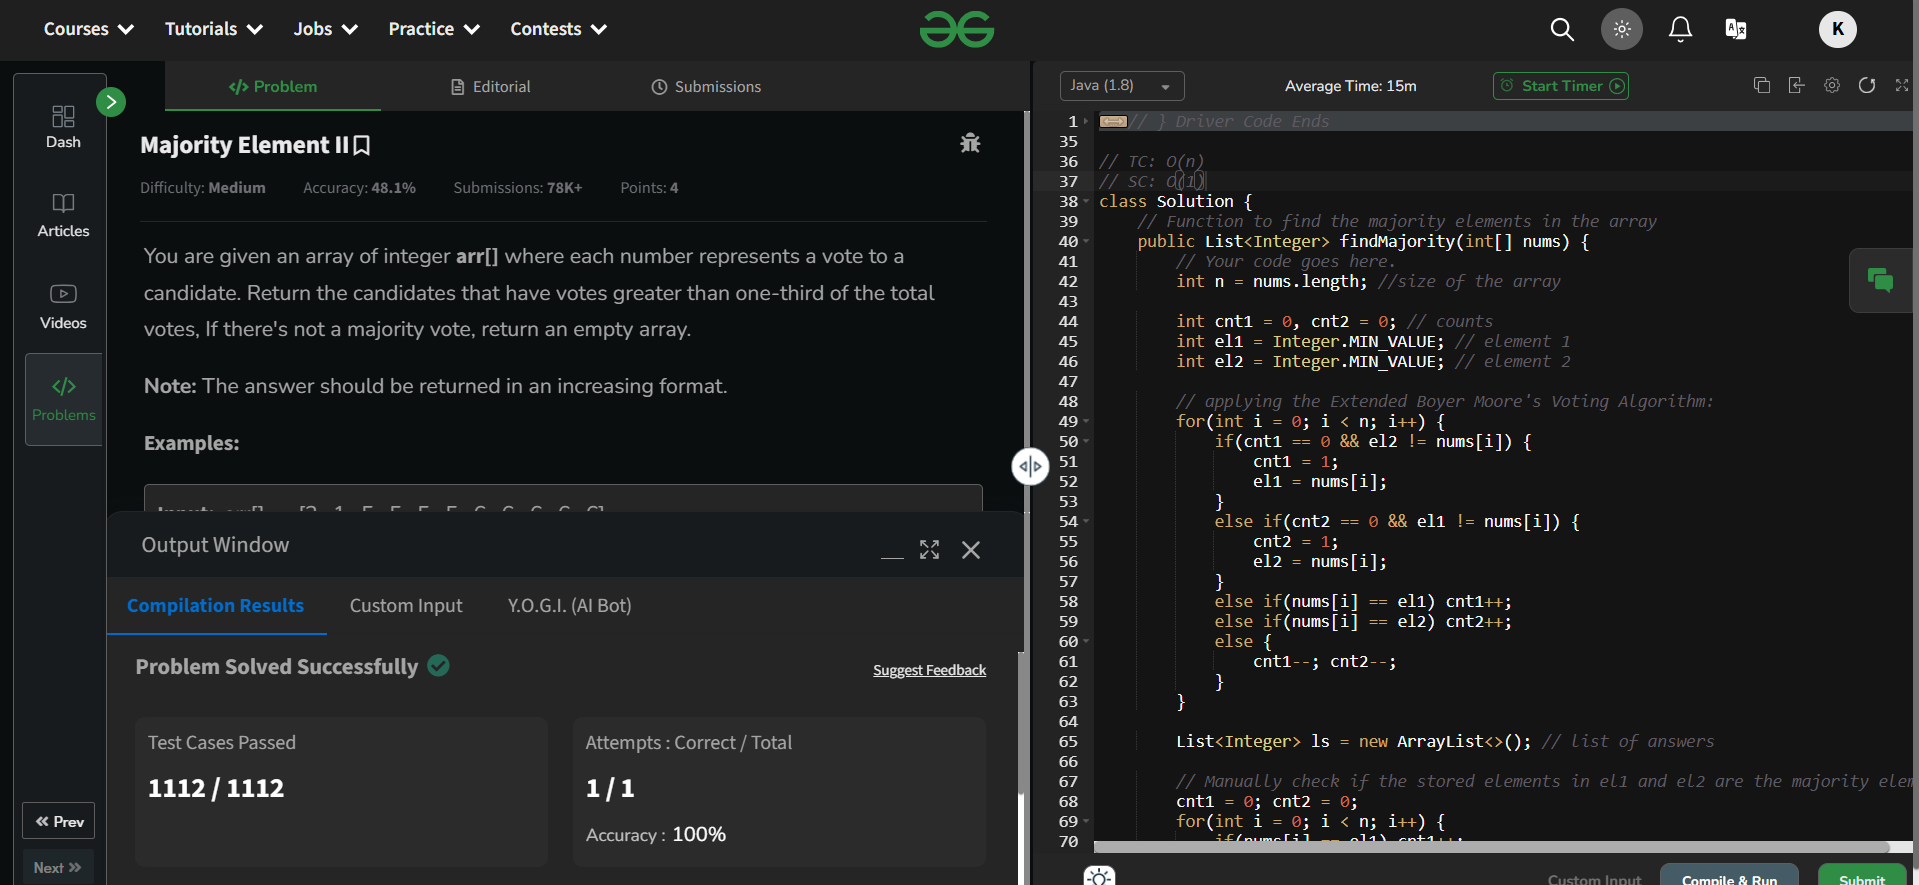 Courses Tutorials Jobs Practice Contests K
Dash
Articles
Videos
Problems
Prev
Next
Problem Editorial Submissions
Majority Element II
Difficulty: Medium Accuracy: 48.1% Submissions: 78K+ Points: 4
You are given an array of integer arr[] where each number represents a vote to a
candidate. Return the candidates that have votes greater than one-third of the total
votes, If there's not a majority vote, return an empty array.
Note: The answer should be returned in an increasing format.
Examples:
Output Window
Compilation Results Custom Input Y.O.G.I. (AI Bot)
Problem Solved Successfully Suggest Feedback
Test Cases Passed
1112 / 1112
Attempts : Correct / Total
1 / 1
Accuracy : 100%
Java (1.8) Average Time: 15m Start Timer
1 // } Driver Code Ends
35
36 // TC: O(n)
37 // SC: O(1)
38 class Solution {
39 // Function to find the majority elements in the array
40 public List<Integer> findMajority(int[] nums) {
41 // Your code goes here.
42 int n = nums.length; //size of the array
43
44 int cnt1 = 0, cnt2 = 0; // counts
45 int el1 = Integer.MIN_VALUE; // element 1
46 int el2 = Integer.MIN_VALUE; // element 2
47
48 // applying the Extended Boyer Moore's Voting Algorithm:
49 for(int i = 0; i < n; i++) {
50 if(cnt1 == 0 && el2 != nums[i]) {
51 cnt1 = 1;
52 el1 = nums[i];
53 }
54 else if(cnt2 == 0 && el1 != nums[i]) {
55 cnt2 = 1;
56 el2 = nums[i];
57 }
58 else if(nums[i] == el1) cnt1++;
59 else if(nums[i] == el2) cnt2++;
60 else {
61 cnt1--; cnt2--;
62 }
63 }
64
65 List<Integer> ls = new ArrayList<>(); // list of answers
66
67 // Manually check if the stored elements in el1 and el2 are the majority elem
68 cnt1 = 0; cnt2 = 0;
69 for(int i = 0; i < n; i++) {
70 if(nums[i] == el1) cnt1++;
Custom Input Compile & Run Submit